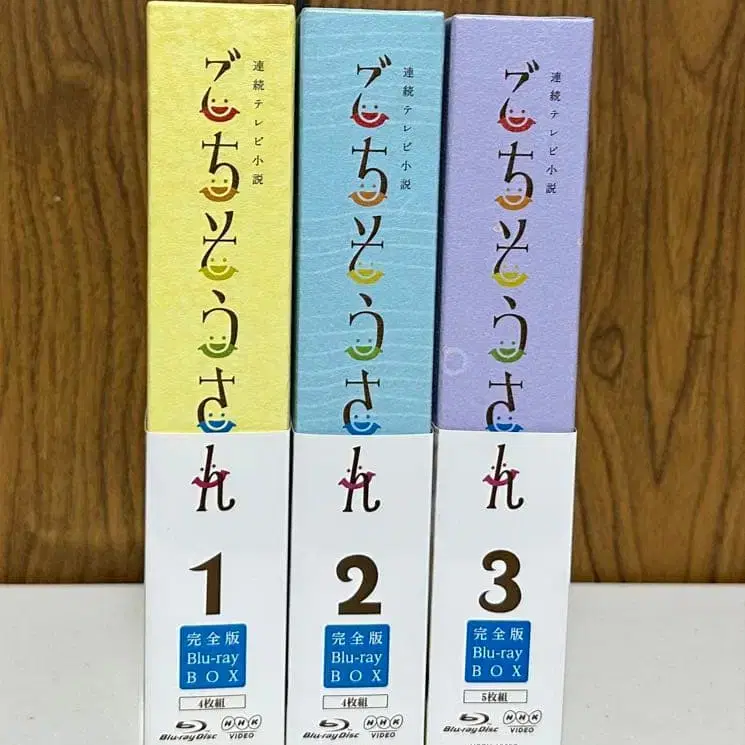 連続テレビ小説
ごちそうさん
1
完全版
Blu-ray
BOX
4枚組
Blu-ray Disc
NHK
VIDEO
連続テレビ小説
ごちそうさん
2
完全版
Blu-ray
BOX
4枚組
Blu-ray Disc
NHK
VIDEO
連続テレビ小説
ごちそうさん
3
完全版
Blu-ray
BOX
5枚組
Blu-ray Disc
NHK
VIDEO